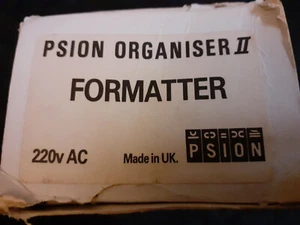 PSION ORGANISER II
FORMATTER
220v AC Made in UK. PSION